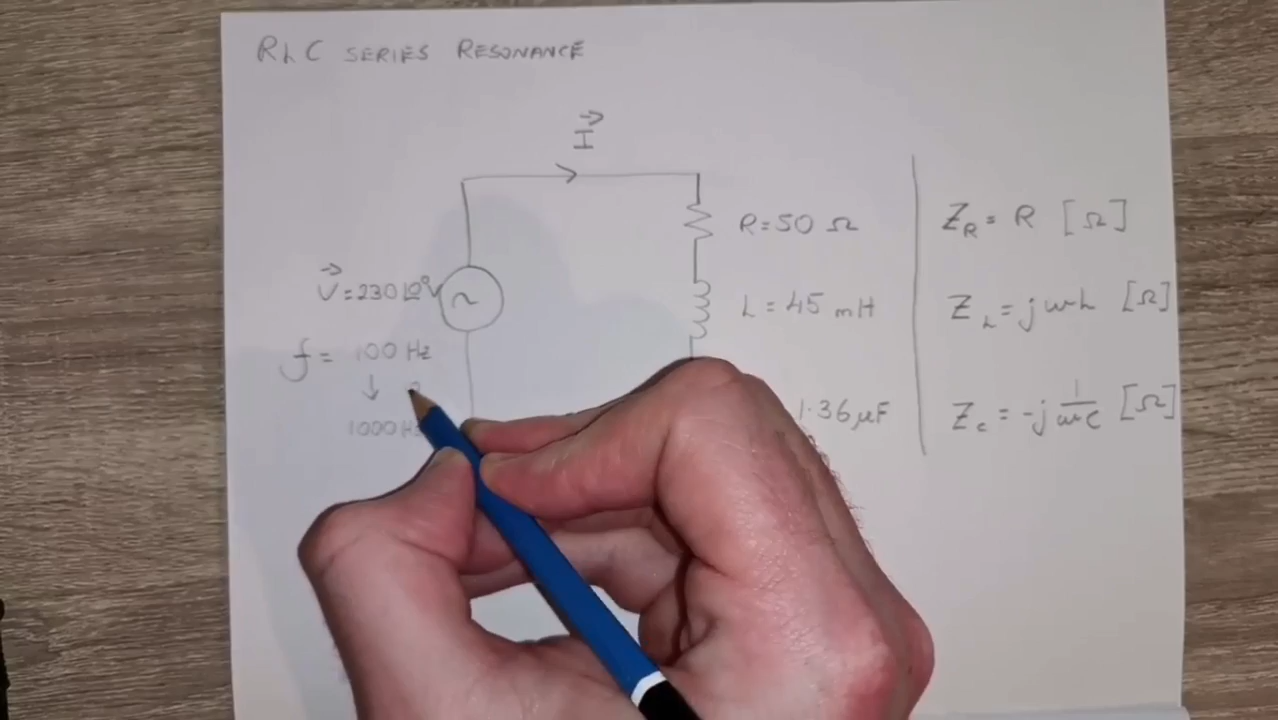 RLC SERIES RESONANCE
I
R=50 Ω
Z_R = R [Ω]
V = 230∠0° V
~
L = 45 mH
Z_L = jωL [Ω]
f = 100 Hz
↓
1000 Hz
1.36 µF
Z_c = -j 1/ωC [Ω]